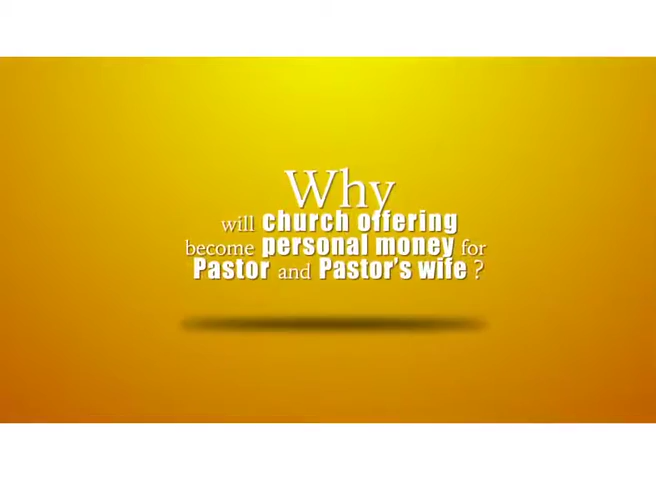 Why
will church offering
become personal money for
Pastor and Pastor's wife ?